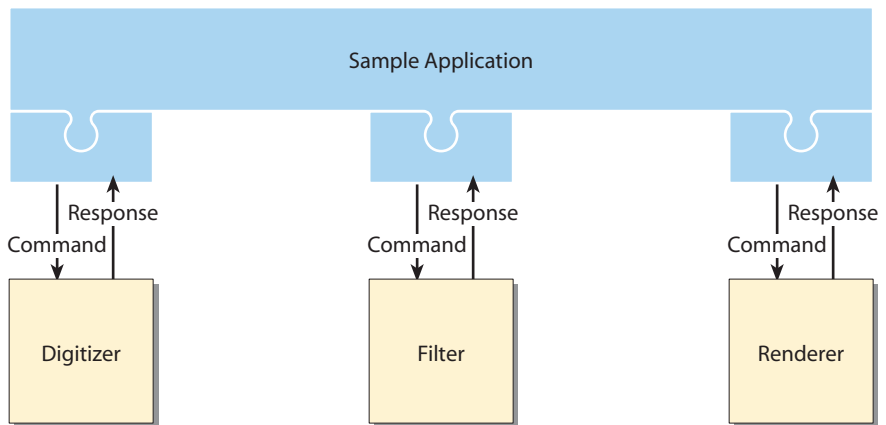 Sample Application
Response
Response
Response
Command
Command
Command
Digitizer
Filter
Renderer